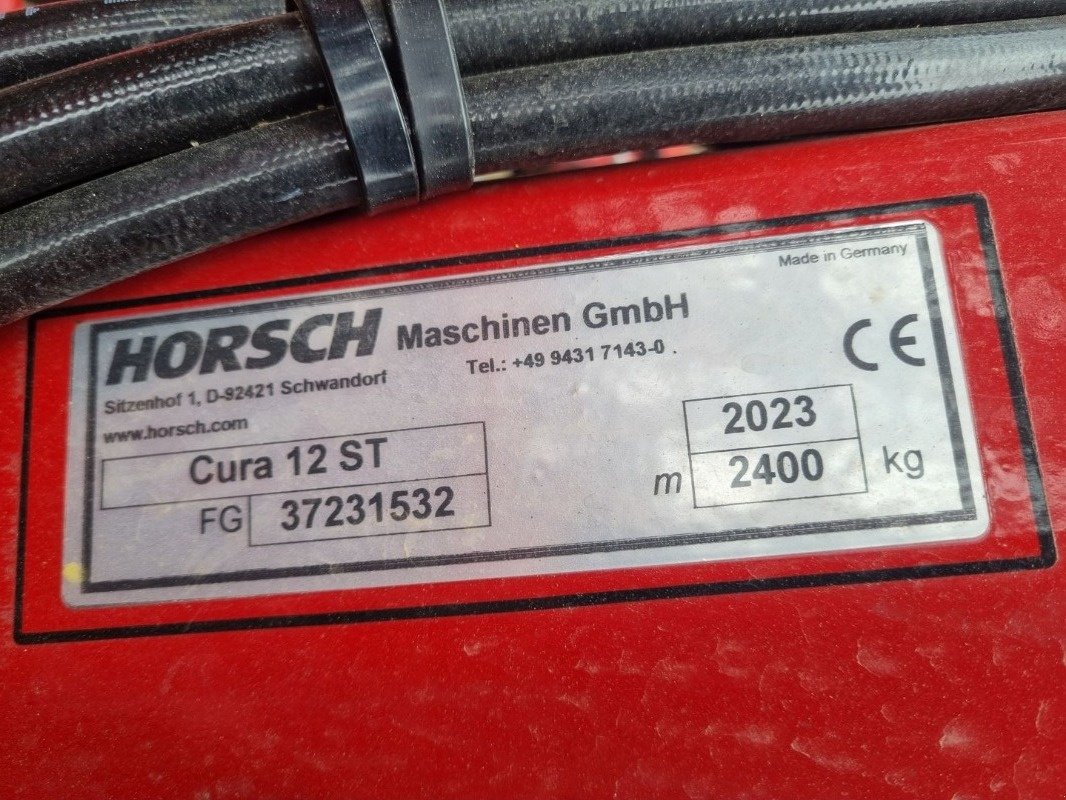 Made in Germany
HORSCH Maschinen GmbH
Sitzenhof 1, D-92421 Schwandorf Tel.: +49 9431 7143-0 .
www.horsch.com
CE
Cura 12 ST
2023
FG 37231532
m 2400 kg